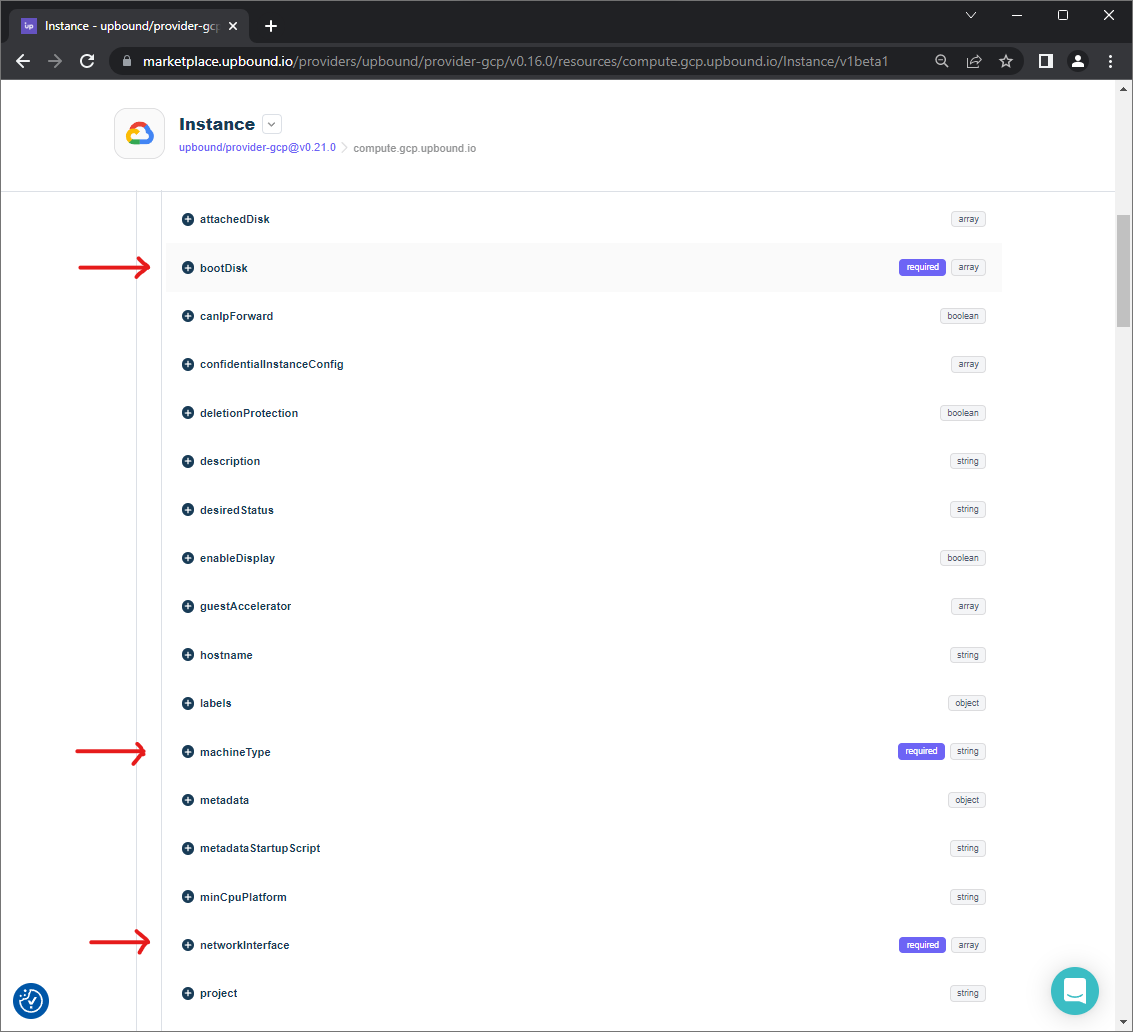 up Instance - upbound/provider-gcp
marketplace.upbound.io/providers/upbound/provider-gcp/v0.16.0/resources/compute.gcp.upbound.io/Instance/v1beta1
Instance
upbound/provider-gcp@v0.21.0 compute.gcp.upbound.io
attachedDisk array
bootDisk required array
canIpForward boolean
confidentialInstanceConfig array
deletionProtection boolean
description string
desiredStatus string
enableDisplay boolean
guestAccelerator array
hostname string
labels object
machineType required string
metadata object
metadataStartupScript string
minCpuPlatform string
networkInterface required array
project string